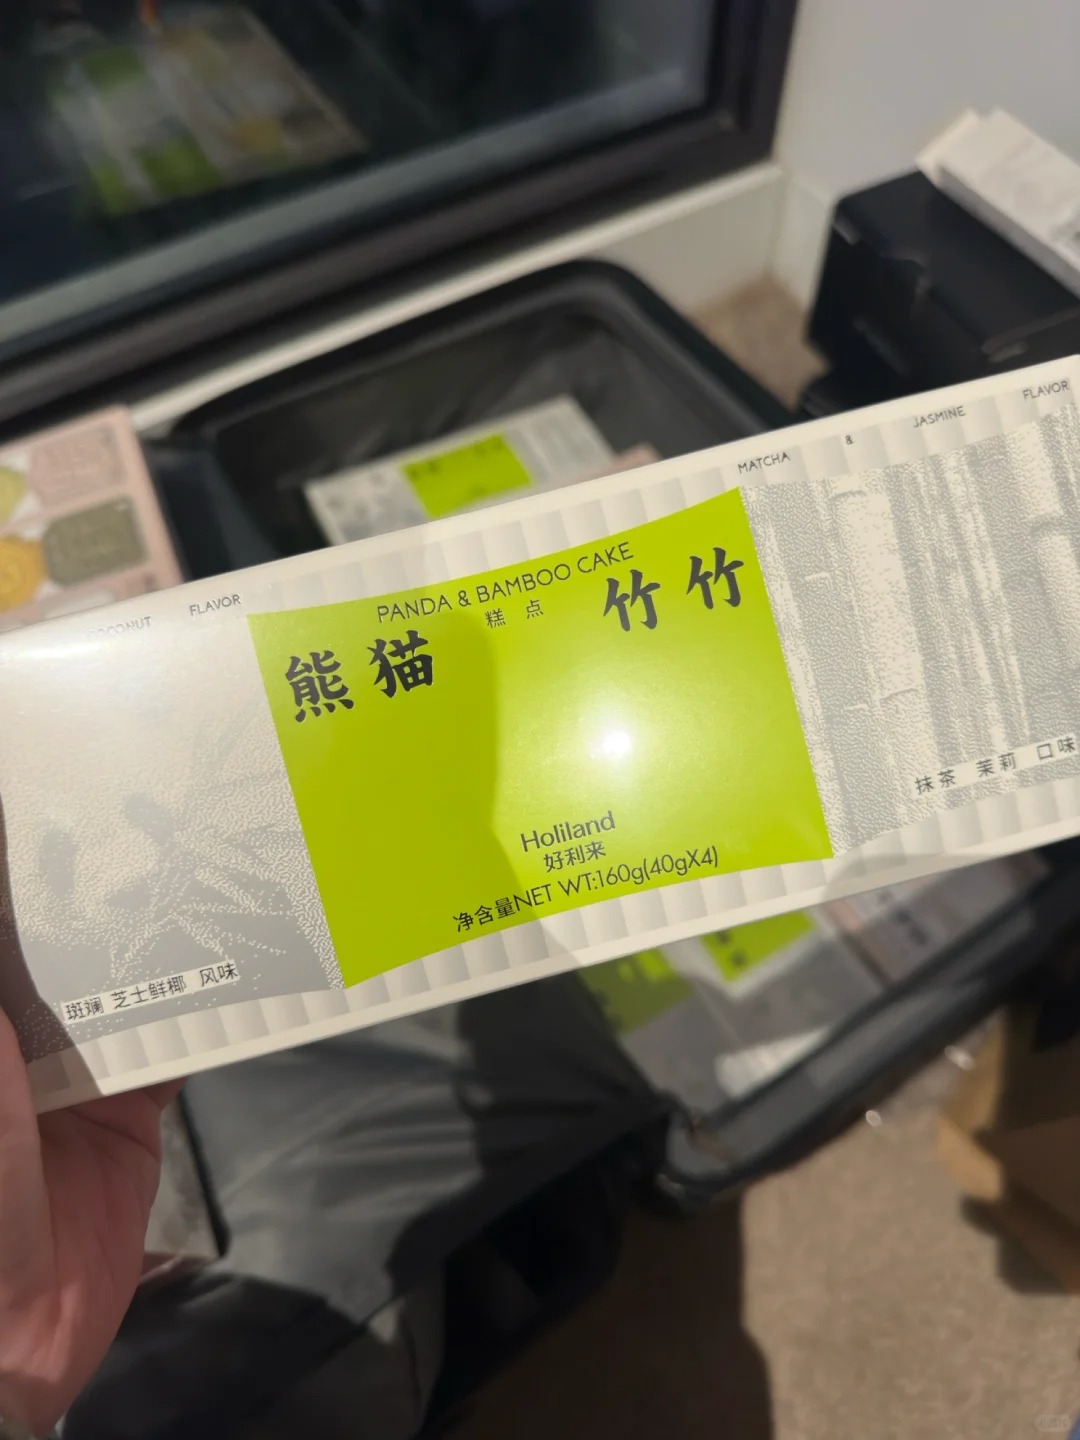 COCONUT FLAVOR
MATCHA & JASMINE FLAVOR
PANDA & BAMBOO CAKE
糕点
熊猫 竹竹
Holiland
好利来
净含量NET WT:160g(40gX4)
斑斓 芝士鲜椰 风味
抹茶 茉莉 口味